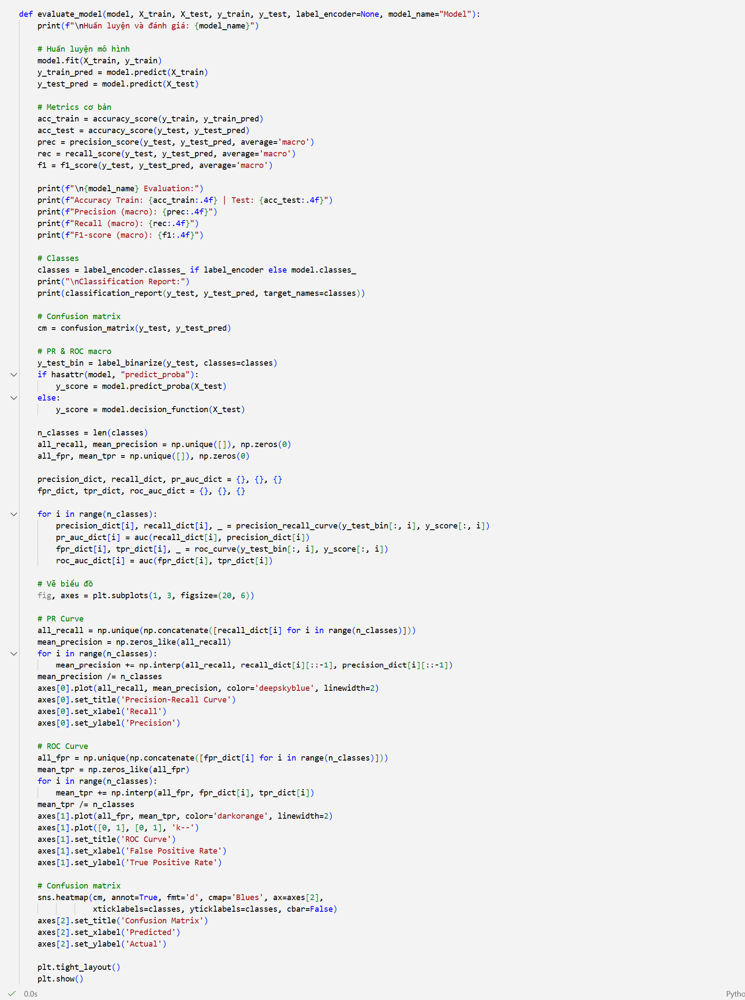 def evaluate_model(model, X_train, X_test, y_train, y_test, label_encoder=None, model_name="Model"):
    print(f"\nHuấn luyện và đánh giá: {model_name}")

    # Huấn luyện mô hình
    model.fit(X_train, y_train)
    y_train_pred = model.predict(X_train)
    y_test_pred = model.predict(X_test)

    # Metrics cơ bản
    acc_train = accuracy_score(y_train, y_train_pred)
    acc_test = accuracy_score(y_test, y_test_pred)
    prec = precision_score(y_test, y_test_pred, average='macro')
    rec = recall_score(y_test, y_test_pred, average='macro')
    f1 = f1_score(y_test, y_test_pred, average='macro')

    print(f"\n{model_name} Evaluation:")
    print(f"Accuracy Train: {acc_train:.4f} | Test: {acc_test:.4f}")
    print(f"Precision (macro): {prec:.4f}")
    print(f"Recall (macro): {rec:.4f}")
    print(f"F1-score (macro): {f1:.4f}")

    # Classes
    classes = label_encoder.classes_ if label_encoder else model.classes_
    print("\nClassification Report:")
    print(classification_report(y_test, y_test_pred, target_names=classes))

    # Confusion matrix
    cm = confusion_matrix(y_test, y_test_pred)

    # PR & ROC macro
    y_test_bin = label_binarize(y_test, classes=classes)
    if hasattr(model, "predict_proba"):
        y_score = model.predict_proba(X_test)
    else:
        y_score = model.decision_function(X_test)

    n_classes = len(classes)
    all_recall, mean_precision = np.unique([]), np.zeros(0)
    all_fpr, mean_tpr = np.unique([]), np.zeros(0)

    precision_dict, recall_dict, pr_auc_dict = {}, {}, {}
    fpr_dict, tpr_dict, roc_auc_dict = {}, {}, {}

    for i in range(n_classes):
        precision_dict[i], recall_dict[i], _ = precision_recall_curve(y_test_bin[:, i], y_score[:, i])
        pr_auc_dict[i] = auc(recall_dict[i], precision_dict[i])
        fpr_dict[i], tpr_dict[i], _ = roc_curve(y_test_bin[:, i], y_score[:, i])
        roc_auc_dict[i] = auc(fpr_dict[i], tpr_dict[i])

    # Vẽ biểu đồ
    fig, axes = plt.subplots(1, 3, figsize=(20, 6))

    # PR Curve
    all_recall = np.unique(np.concatenate([recall_dict[i] for i in range(n_classes)]))
    mean_precision = np.zeros_like(all_recall)
    for i in range(n_classes):
        mean_precision += np.interp(all_recall, recall_dict[i][::-1], precision_dict[i][::-1])
    mean_precision /= n_classes
    axes[0].plot(all_recall, mean_precision, color='deepskyblue', linewidth=2)
    axes[0].set_title('Precision-Recall Curve')
    axes[0].set_xlabel('Recall')
    axes[0].set_ylabel('Precision')

    # ROC Curve
    all_fpr = np.unique(np.concatenate([fpr_dict[i] for i in range(n_classes)]))
    mean_tpr = np.zeros_like(all_fpr)
    for i in range(n_classes):
        mean_tpr += np.interp(all_fpr, fpr_dict[i], tpr_dict[i])
    mean_tpr /= n_classes
    axes[1].plot(all_fpr, mean_tpr, color='darkorange', linewidth=2)
    axes[1].plot([0, 1], [0, 1], 'k--')
    axes[1].set_title('ROC Curve')
    axes[1].set_xlabel('False Positive Rate')
    axes[1].set_ylabel('True Positive Rate')

    # Confusion matrix
    sns.heatmap(cm, annot=True, fmt='d', cmap='Blues', ax=axes[2],
                xticklabels=classes, yticklabels=classes, cbar=False)
    axes[2].set_title('Confusion Matrix')
    axes[2].set_xlabel('Predicted')
    axes[2].set_ylabel('Actual')

    plt.tight_layout()
    plt.show()
0.0s
Pytho